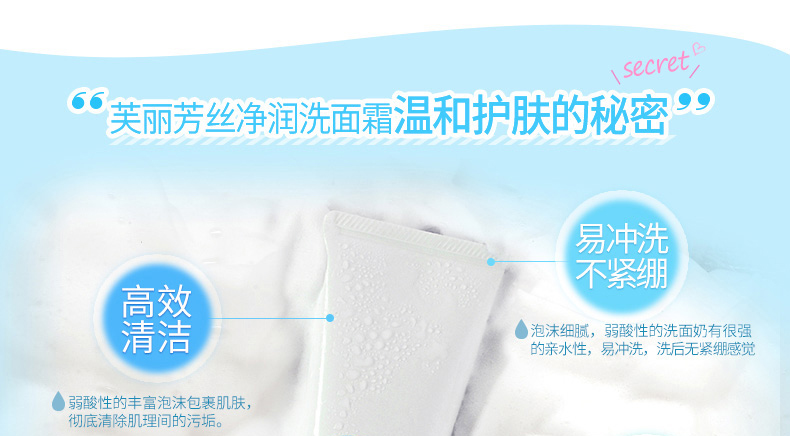 secret
“芙丽芳丝净润洗面霜温和护肤的秘密”
易冲洗
不紧绷
泡沫细腻，弱酸性的洗面奶有很强
的亲水性，易冲洗，洗后无紧绷感觉
高效
清洁
弱酸性的丰富泡沫包裹肌肤，
彻底清除肌理间的污垢。